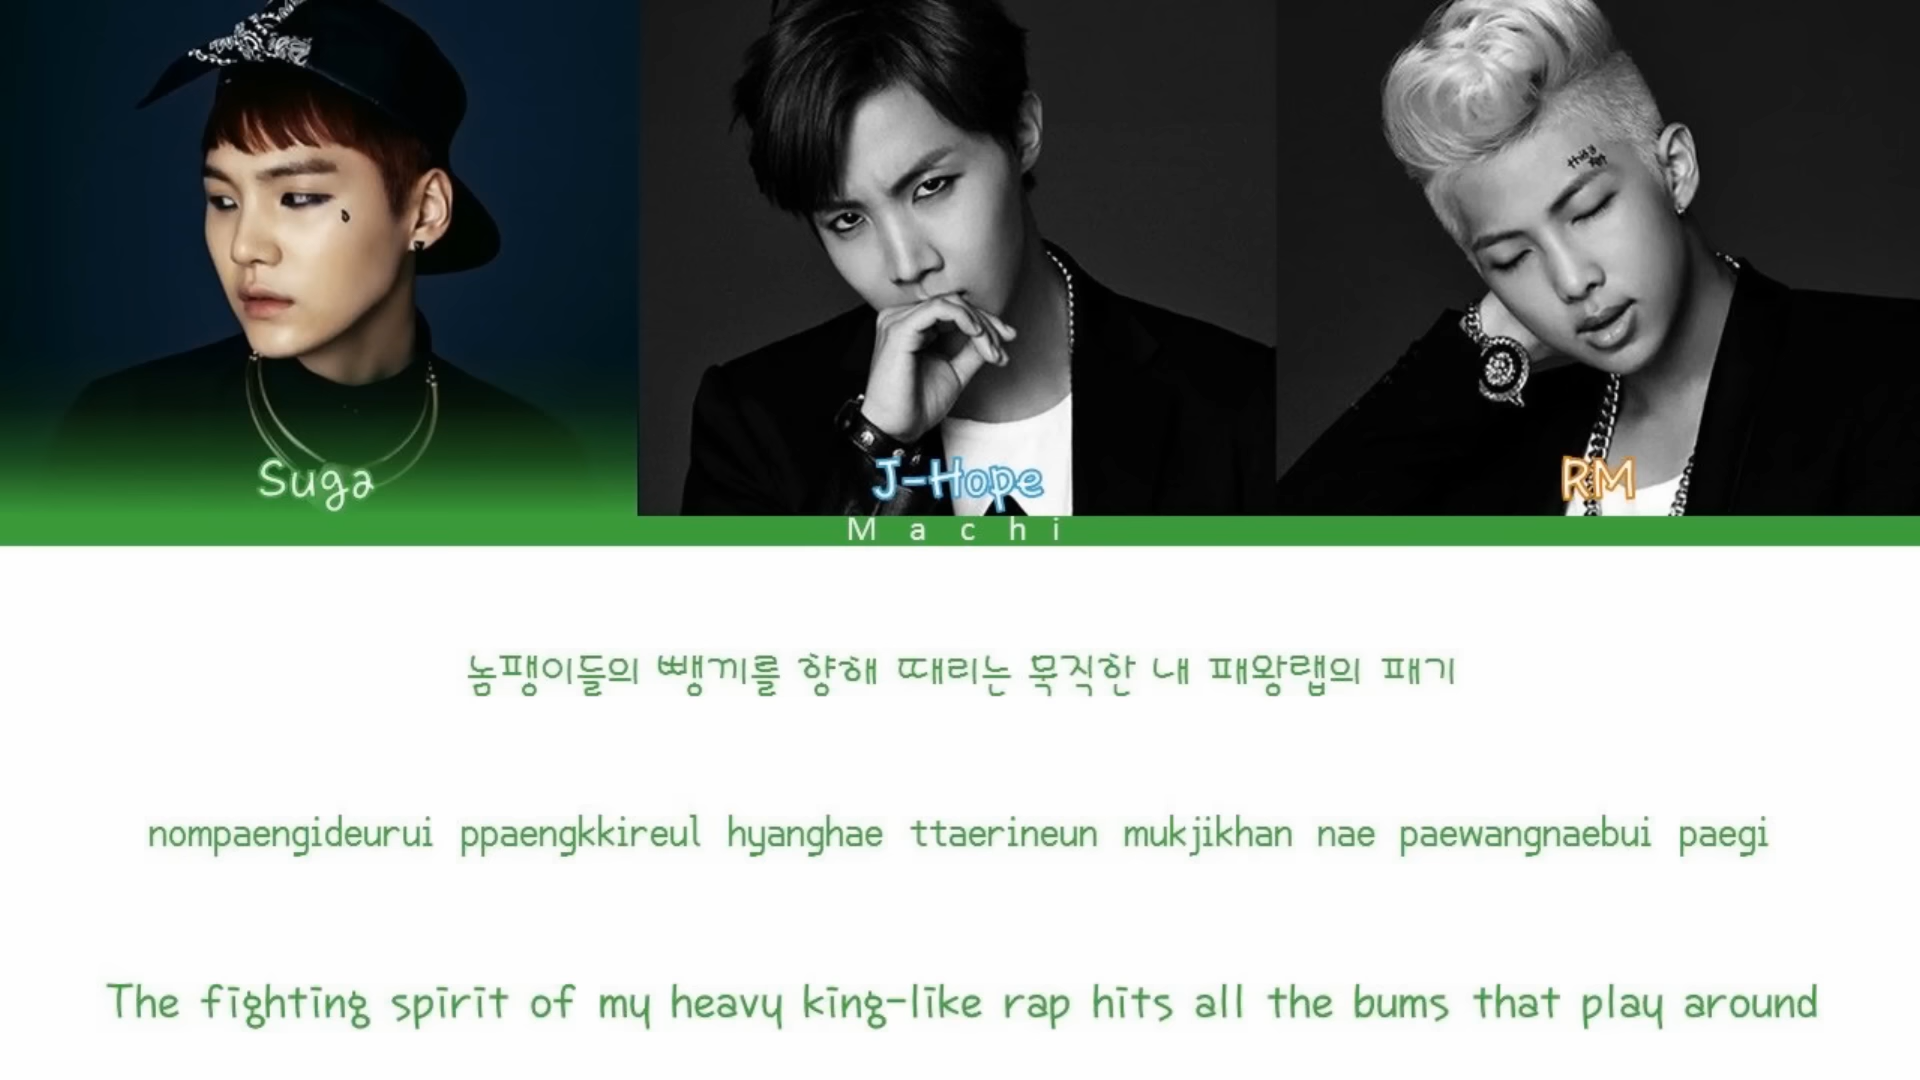 Suga
J-Hope
RM
Machi
놈팽이들의 뺑끼를 향해 때리는 묵직한 내 패왕랩의 패기
nompaengideurui ppaengkkireul hyanghae ttaerineun mukjikhan nae paewangnaebui paegi
The fighting spirit of my heavy king-like rap hits all the bums that play around